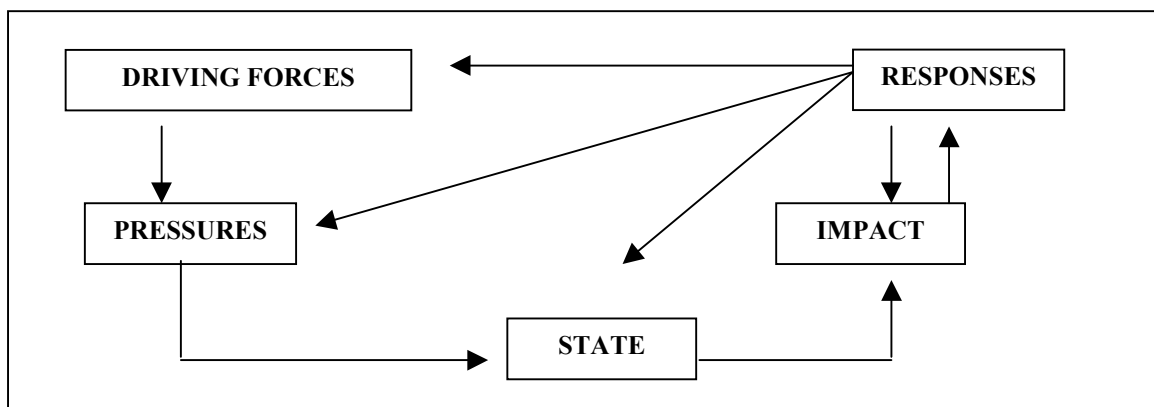 DRIVING FORCES
RESPONSES
PRESSURES
IMPACT
STATE